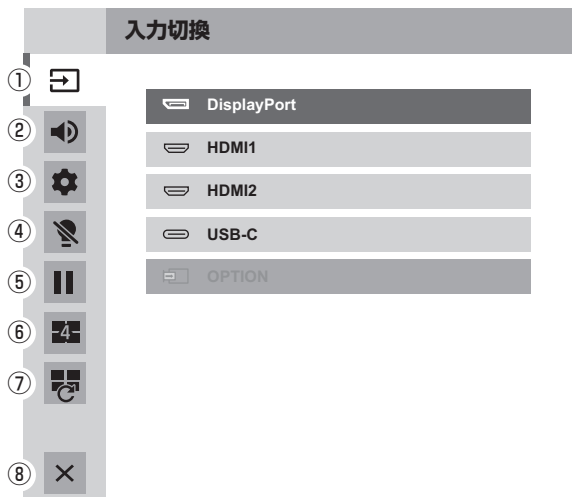 入力切換
①
DisplayPort
② 
HDMI1
③
HDMI2
④
USB-C
⑤
OPTION
⑥
4
⑦
⑧